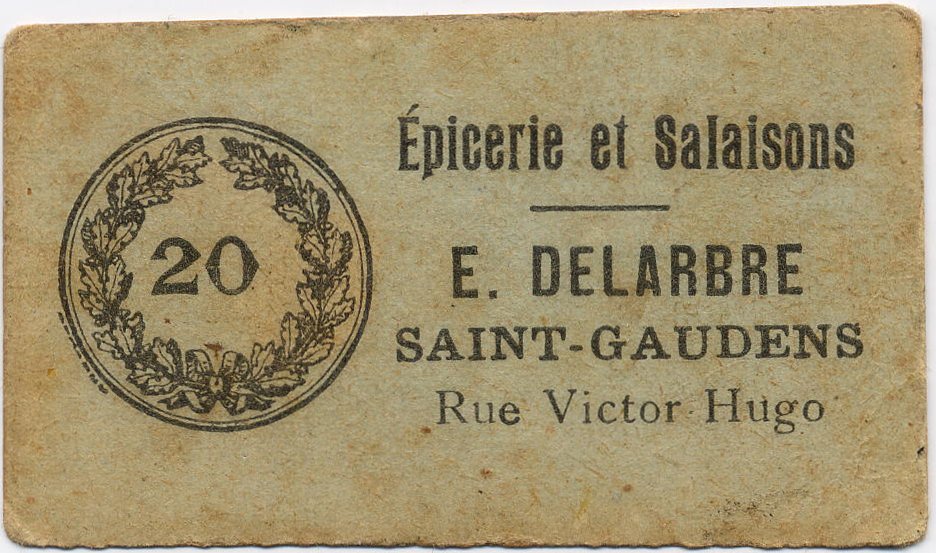 20
Épicerie et Salaisons
E. DELARBRE
SAINT-GAUDENS
Rue Victor Hugo